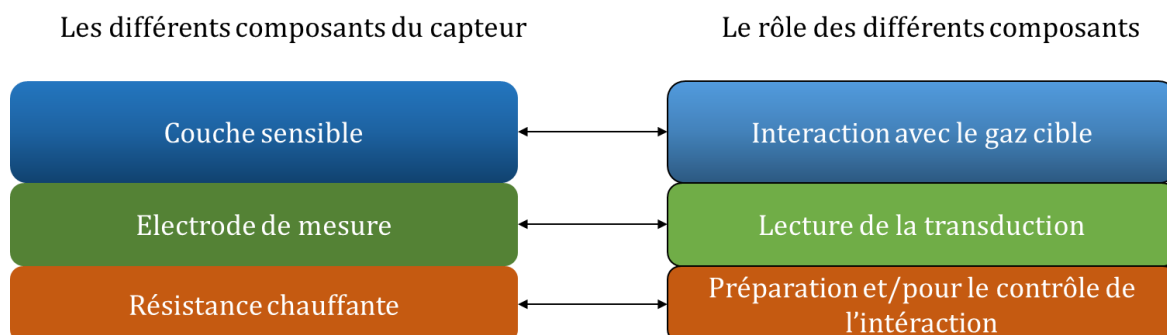 Les différents composants du capteur
Le rôle des différents composants
Couche sensible
Interaction avec le gaz cible
Electrode de mesure
Lecture de la transduction
Résistance chauffante
Préparation et/pour le contrôle de
l'intéraction